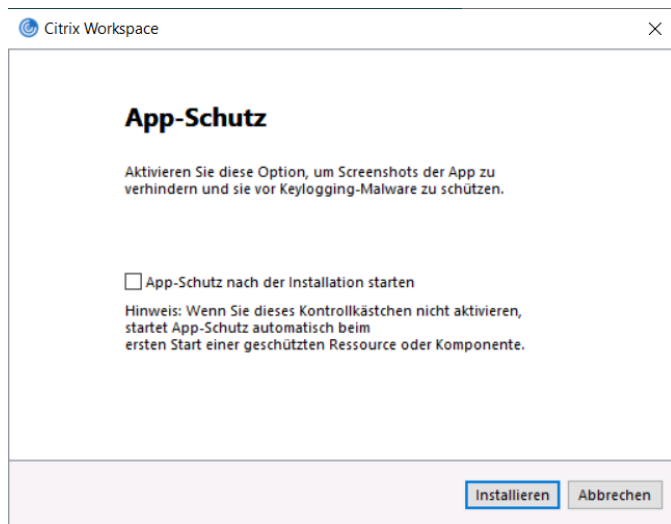 Citrix Workspace
App-Schutz
Aktivieren Sie diese Option, um Screenshots der App zu
verhindern und sie vor Keylogging-Malware zu schützen.
App-Schutz nach der Installation starten
Hinweis: Wenn Sie dieses Kontrollkästchen nicht aktivieren,
startet App-Schutz automatisch beim
ersten Start einer geschützten Ressource oder Komponente.
Installieren Abbrechen